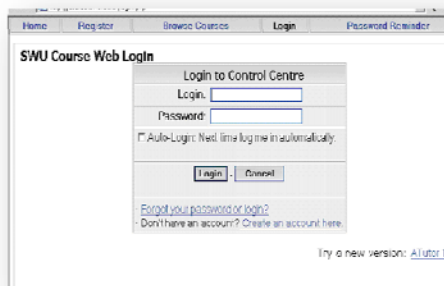 Home Register Browse Courses Login Password Reminder
SWU Course Web Login
Login to Control Centre
Login:
Password:
Auto-Login: Next time log me in automatically.
Login - Cancel
- Forgot your password or login?
- Don't have an account? Create an account here.
Try a new version: ATutor